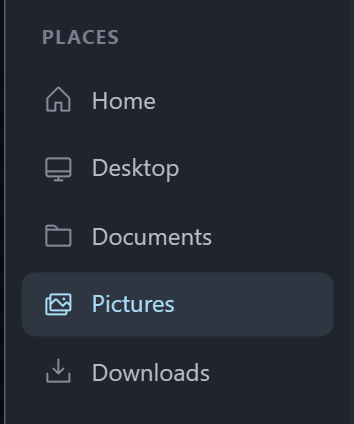 PLACES
Home
Desktop
Documents
Pictures
Downloads